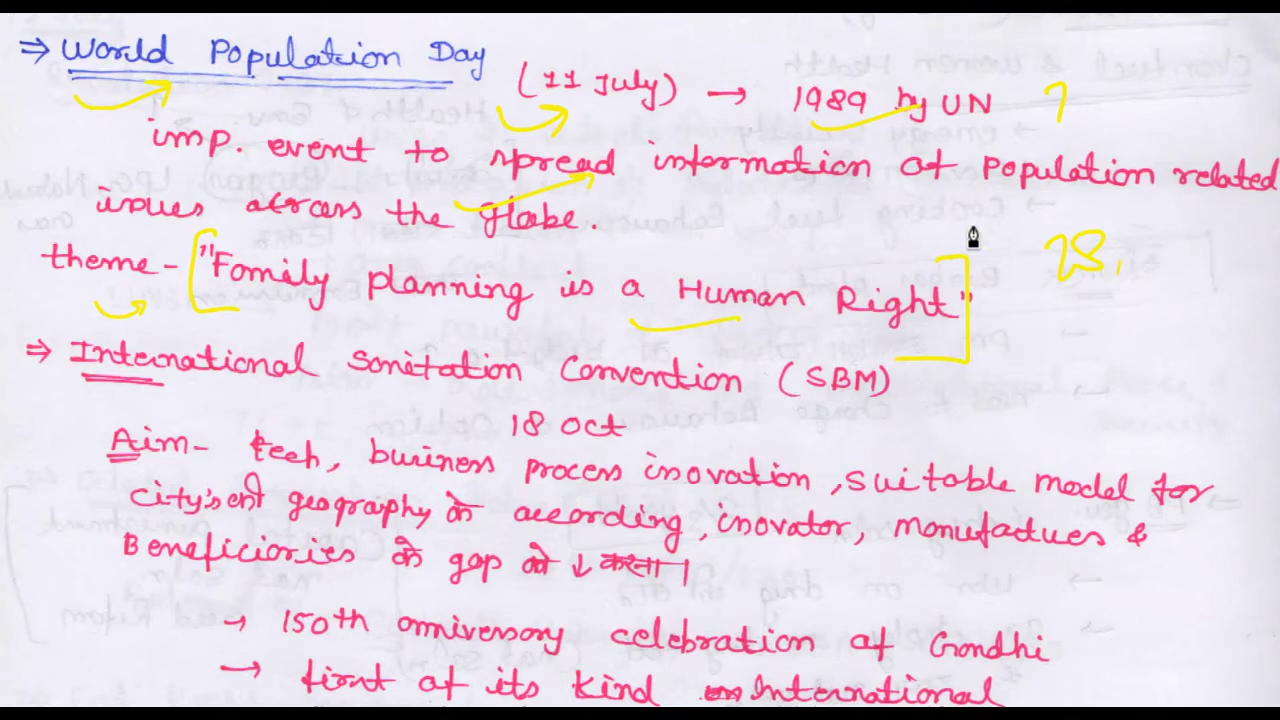 ⇒ World Population Day
(11 July) → 1989 by UN
imp. event to spread information of population related
issues across the globe.
theme - "Family planning is a Human Right"
28,
⇒ International Sanitation Convention (SBM)
18 Oct
Aim - tech, business process inovation, suitable model for
city's की geography के according, inovator, manufactues &
Beneficiaries के gap को ↓ करना।
→ 150th anniversary celebration of Gandhi
→ first of its kind International